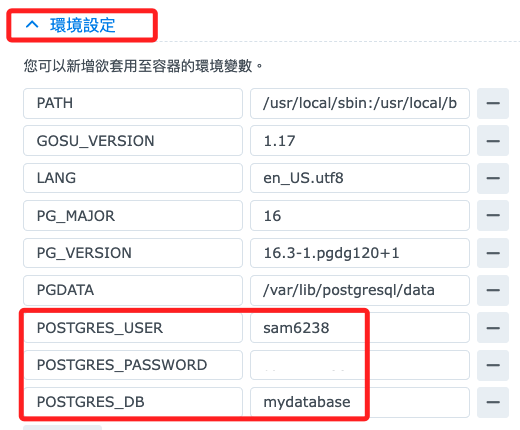 環境設定
您可以新增欲套用至容器的環境變數。
PATH /usr/local/sbin:/usr/local/b
GOSU_VERSION 1.17
LANG en_US.utf8
PG_MAJOR 16
PG_VERSION 16.3-1.pgdg120+1
PGDATA /var/lib/postgresql/data
POSTGRES_USER sam6238
POSTGRES_PASSWORD
POSTGRES_DB mydatabase